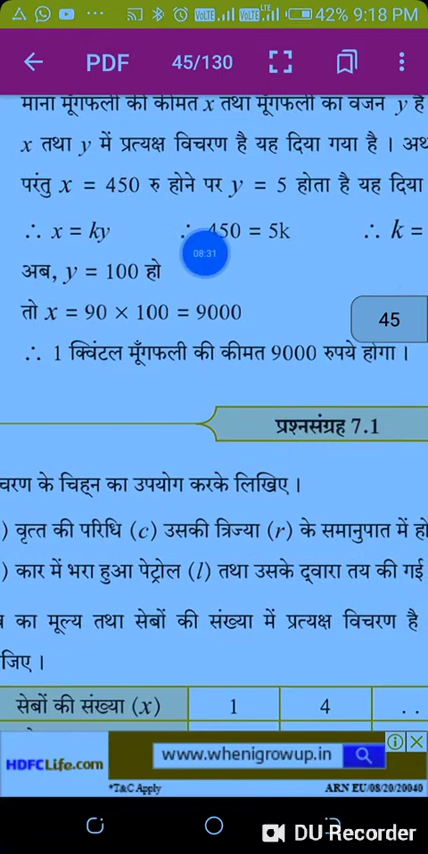 42% 9:18 PM
PDF 45/130
माना मूँगफली की कीमत x तथा मूँगफली का वजन y है
x तथा y में प्रत्यक्ष विचरण है यह दिया गया है । अथ
परंतु x = 450 रु होने पर y = 5 होता है यह दिया
∴ x = ky ∴ 450 = 5k ∴ k =
08:31
अब, y = 100 हो
तो x = 90 × 100 = 9000
45
∴ 1 क्विंटल मूँगफली की कीमत 9000 रुपये होगा ।
प्रश्नसंग्रह 7.1
चरण के चिह्न का उपयोग करके लिखिए ।
) वृत्त की परिधि (c) उसकी त्रिज्या (r) के समानुपात में हो
) कार में भरा हुआ पेट्रोल (l) तथा उसके द्वारा तय की गई
का मूल्य तथा सेबों की संख्या में प्रत्यक्ष विचरण है
जिए ।
सेबों की संख्या (x) 1 4 . .
HDFCLife.com www.whenigrowup.in
*T&C Apply ARN EU/08/20/20040
DU Recorder